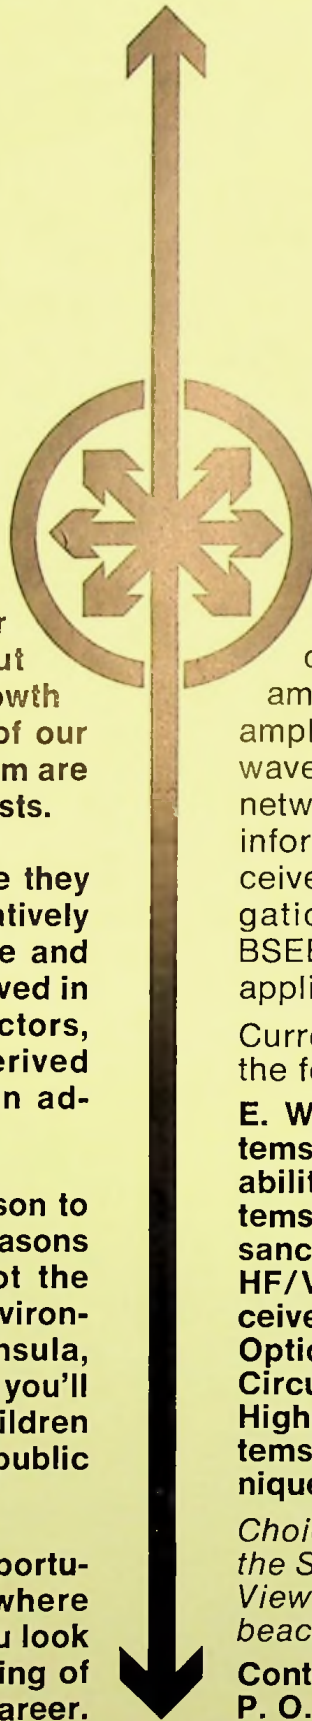 r
ut
owth
of our
m are
sts.
e they
atively
e and
ved in
ctors,
erived
n ad-
son to
asons
ot the
viron-
nsula,
you'll
ildren
public
portu-
where
u look
ing of
areer.
c
am
ampl
wave
netw
infor
ceive
gatio
BSEE
appli
Curre
the fo
E. W
tems
abilit
tems
sanc
HF/V
ceive
Optic
Circu
High
tems
nique
Choi
the S
View
beac
Cont
P. O.